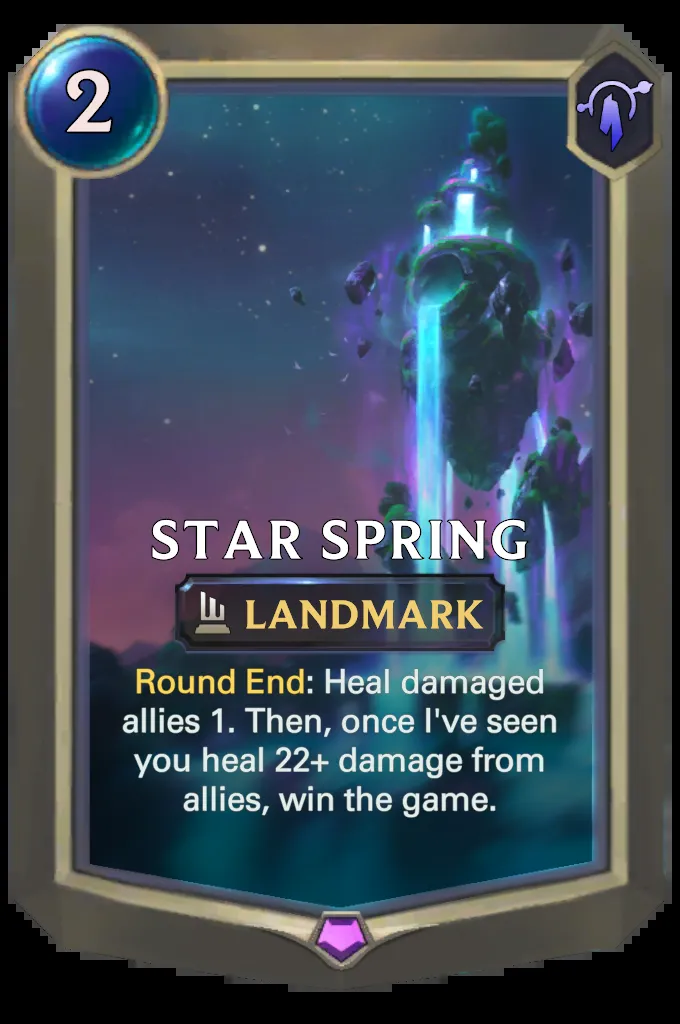 2
STAR SPRING
LANDMARK
Round End: Heal damaged
allies 1. Then, once I've seen
you heal 22+ damage from
allies, win the game.